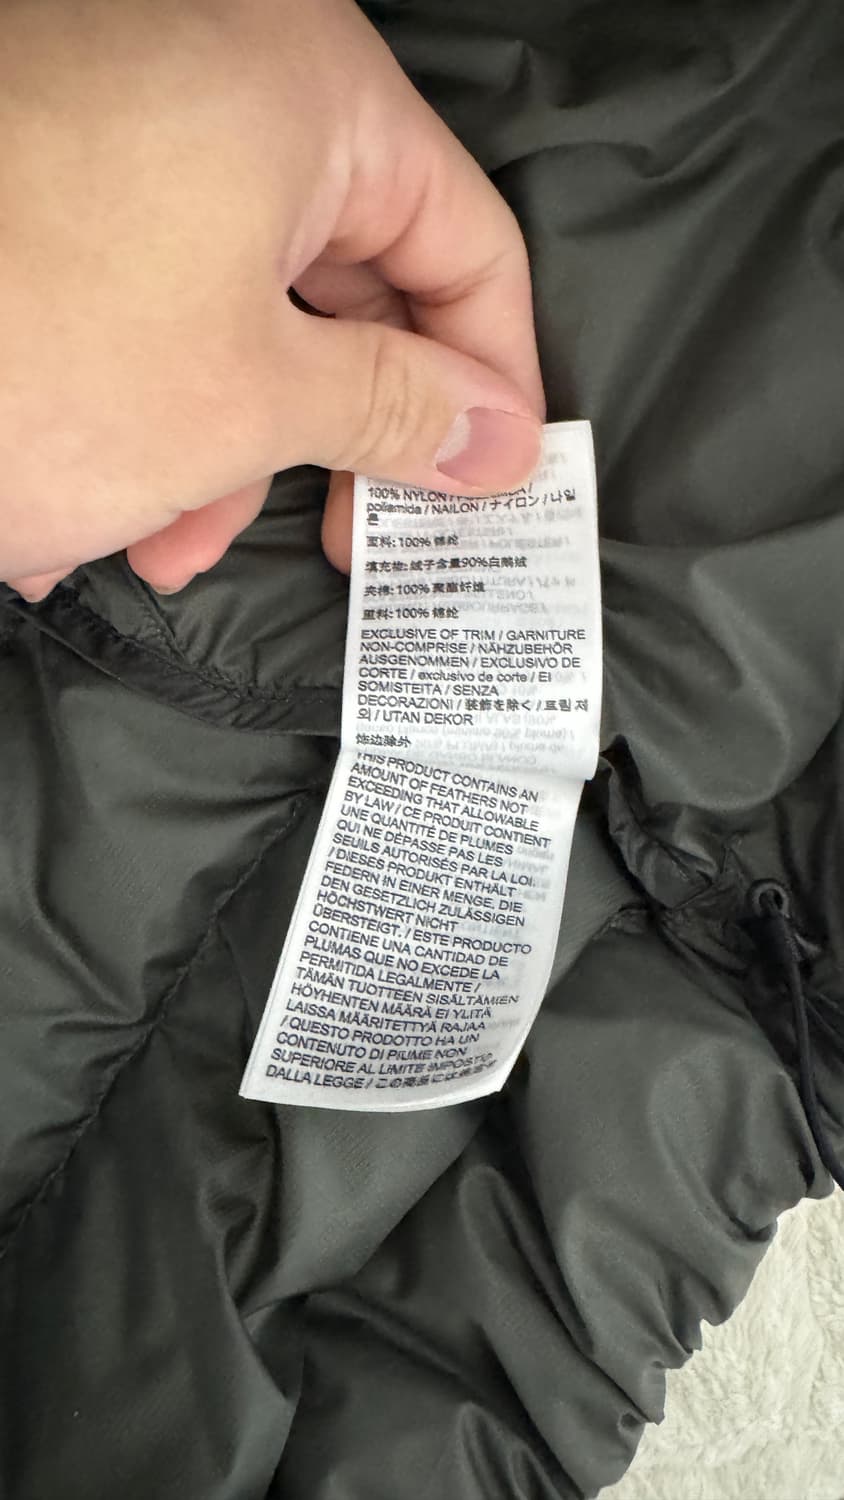 100% NYLON /
poliamida / NAILON / ナイロン / 나일
론
面料: 100% 锦纶
填充物: 绒子含量90%白鹅绒
夹棉: 100% 聚酯纤维
里料: 100% 锦纶
EXCLUSIVE OF TRIM / GARNITURE
NON-COMPRISE / NÄHZUBEHÖR
AUSGENOMMEN / EXCLUSIVO DE
CORTE / exclusivo de corte / EI
SOMISTEITA / SENZA
DECORAZIONI / 装飾を除く / 트림 제
외 / UTAN DEKOR
饰边除外
THIS PRODUCT CONTAINS AN
AMOUNT OF FEATHERS NOT
EXCEEDING THAT ALLOWABLE
BY LAW / CE PRODUIT CONTIENT
UNE QUANTITÉ DE PLUMES
QUI NE DÉPASSE PAS LES
SEUILS AUTORISÉS PAR LA LOI.
/ DIESES PRODUKT ENTHÄLT
FEDERN IN EINER MENGE, DIE
DEN GESETZLICH ZULÄSSIGEN
HÖCHSTWERT NICHT
ÜBERSTEIGT. / ESTE PRODUCTO
CONTIENE UNA CANTIDAD DE
PLUMAS QUE NO EXCEDE LA
PERMITIDA LEGALMENTE /
TÄMÄN TUOTTEEN SISÄLTÄMIEN
HÖYHENTEN MÄÄRÄ EI YLITÄ
LAISSA MÄÄRITETTYÄ RAJAA
/ QUESTO PRODOTTO HA UN
CONTENUTO DI PIUME NON
SUPERIORE AL LIMITE IMPOSTO
DALLA LEGGE / この商品には